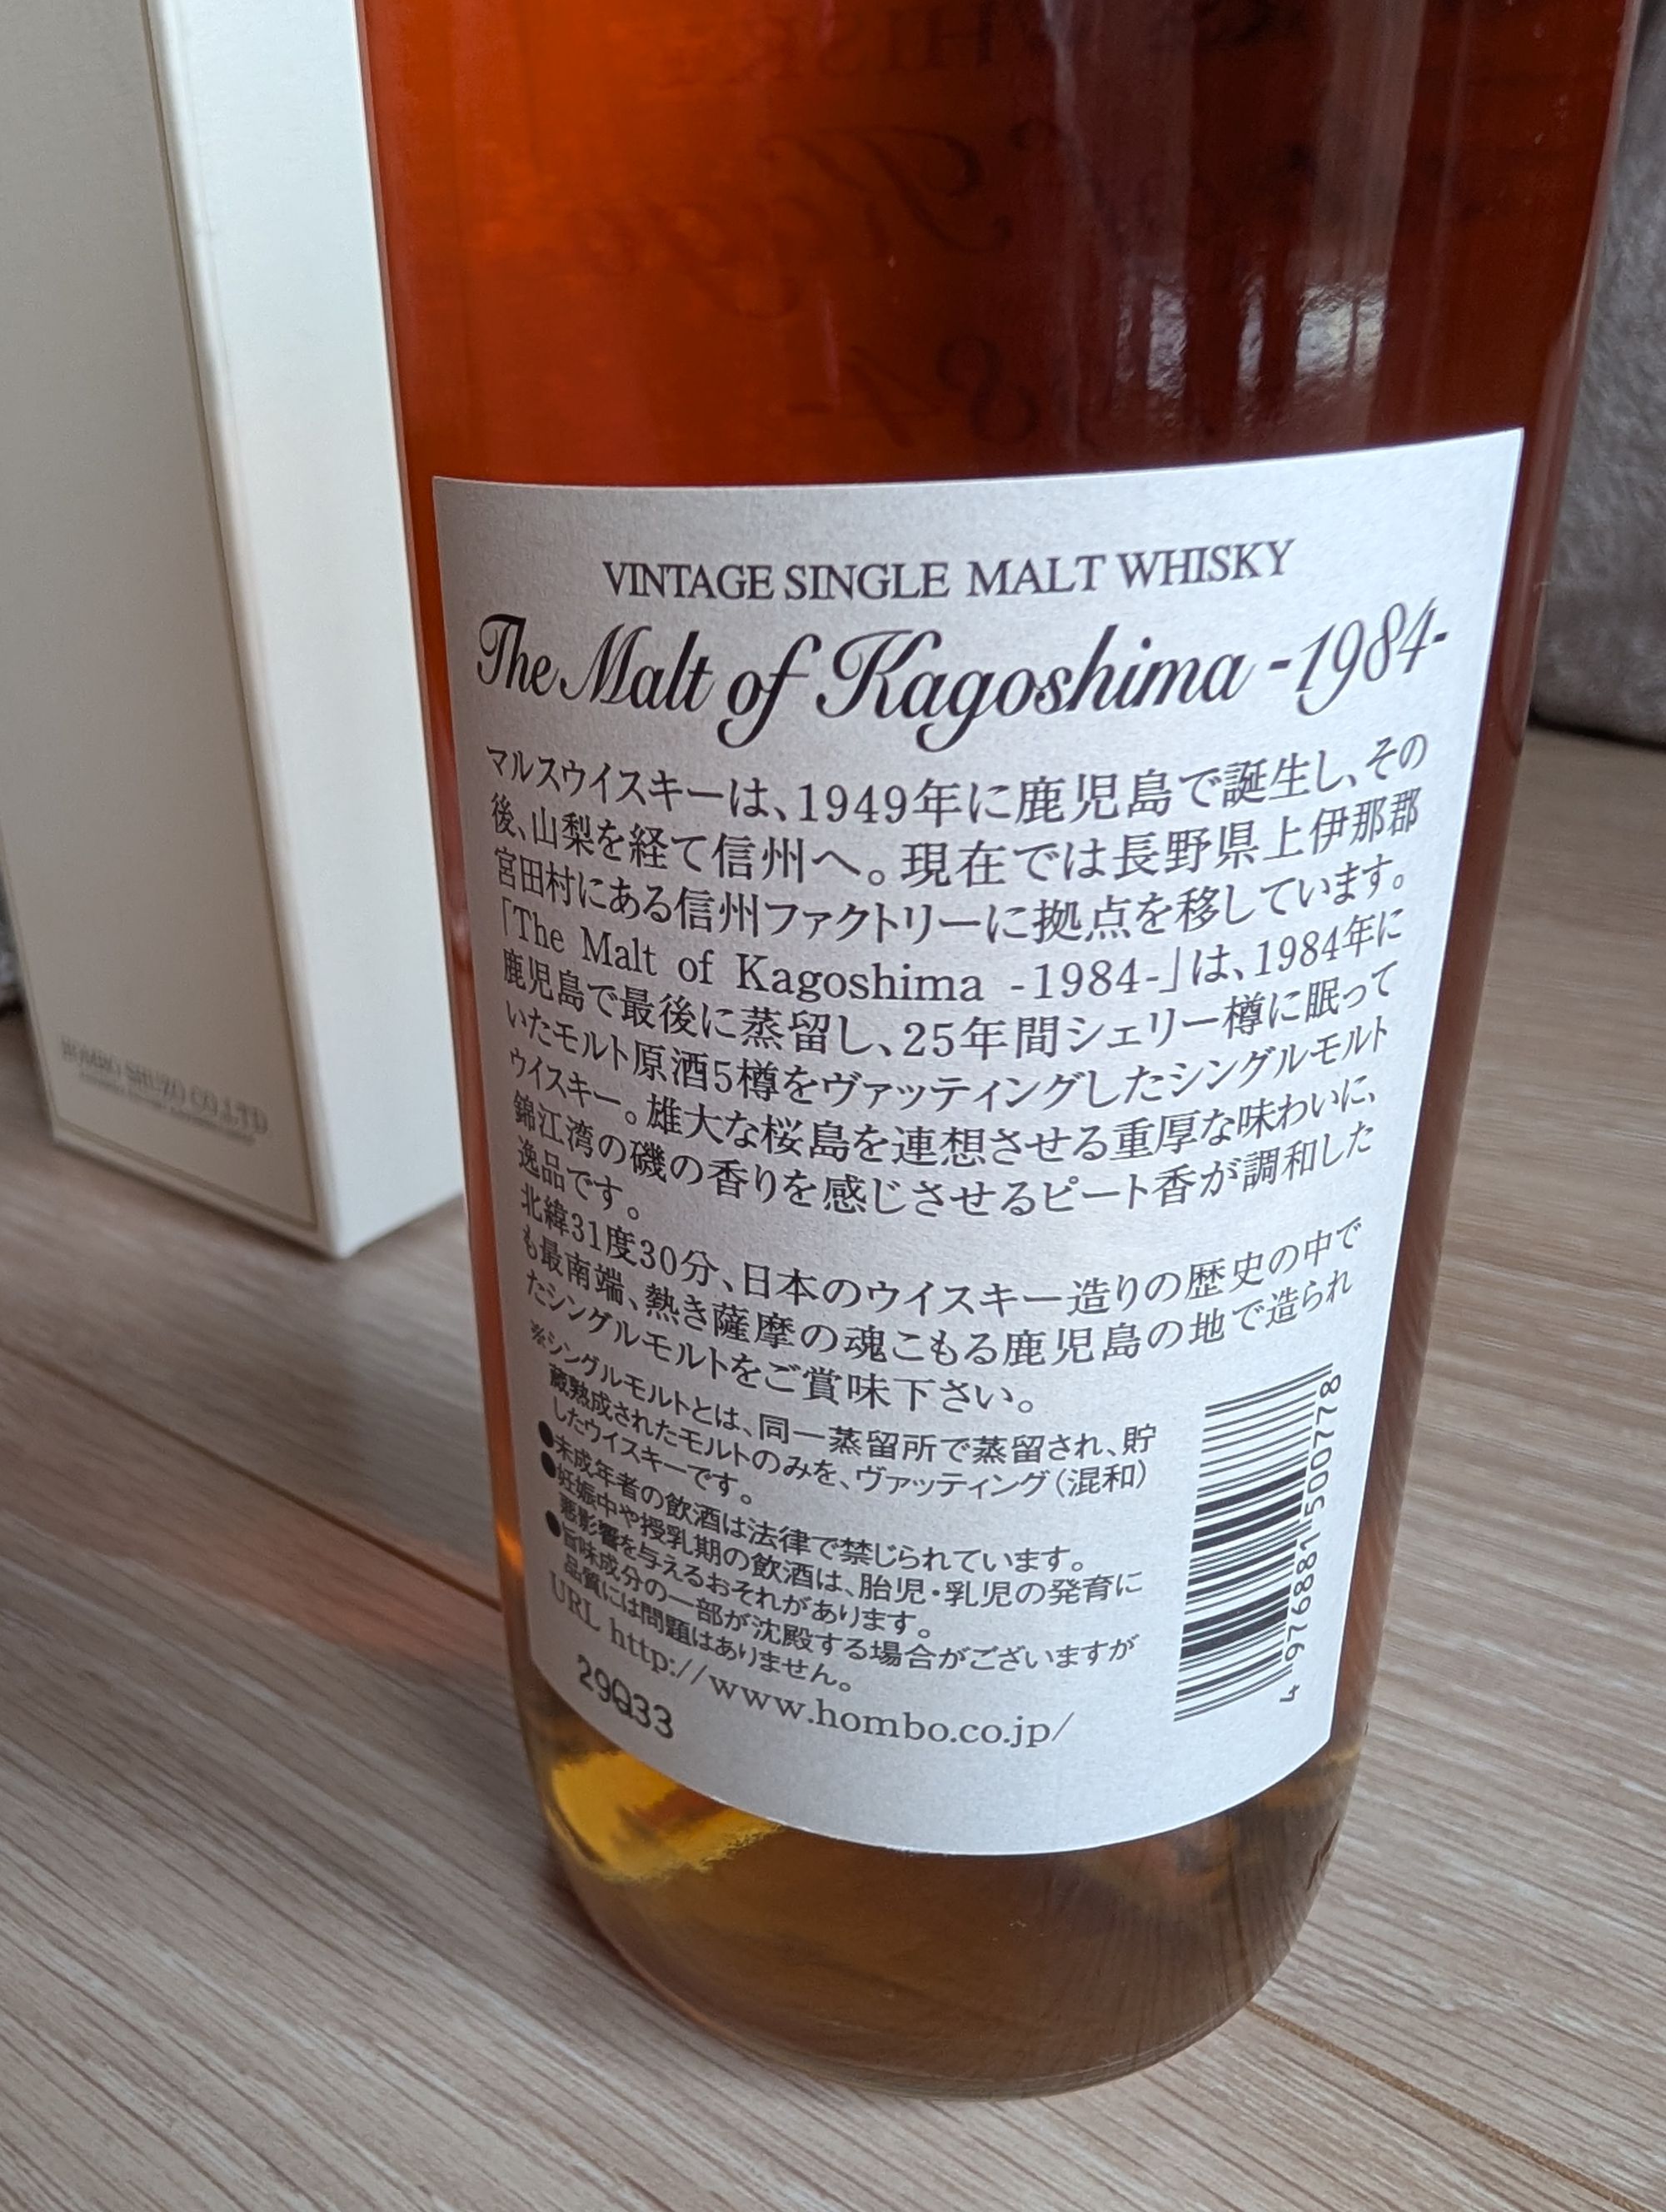 HOMBO SHUZO CO.,LTD
VINTAGE SINGLE MALT WHISKY
The Malt of Kagoshima -1984-
マルスウイスキーは、1949年に鹿児島で誕生し、その
後、山梨を経て信州へ。現在では長野県上伊那郡
宮田村にある信州ファクトリーに拠点を移しています。
「The Malt of Kagoshima -1984-」は、1984年に
鹿児島で最後に蒸留し、25年間シェリー樽に眠って
いたモルト原酒5樽をヴァッティングしたシングルモルト
ウイスキー。雄大な桜島を連想させる重厚な味わいに、
錦江湾の磯の香りを感じさせるピート香が調和した
逸品です。
北緯31度30分、日本のウイスキー造りの歴史の中で
も最南端、熱き薩摩の魂こもる鹿児島の地で造られ
たシングルモルトをご賞味下さい。
※シングルモルトとは、同一蒸留所で蒸留され、貯
蔵熟成されたモルトのみを、ヴァッティング(混和)
したウイスキーです。
●未成年者の飲酒は法律で禁じられています。
●妊娠中や授乳期の飲酒は、胎児・乳児の発育に
悪影響を与えるおそれがあります。
●旨味成分の一部が沈殿する場合がございますが
品質には問題はありません。
URL http://www.hombo.co.jp/
29Q33
4 976881 500778